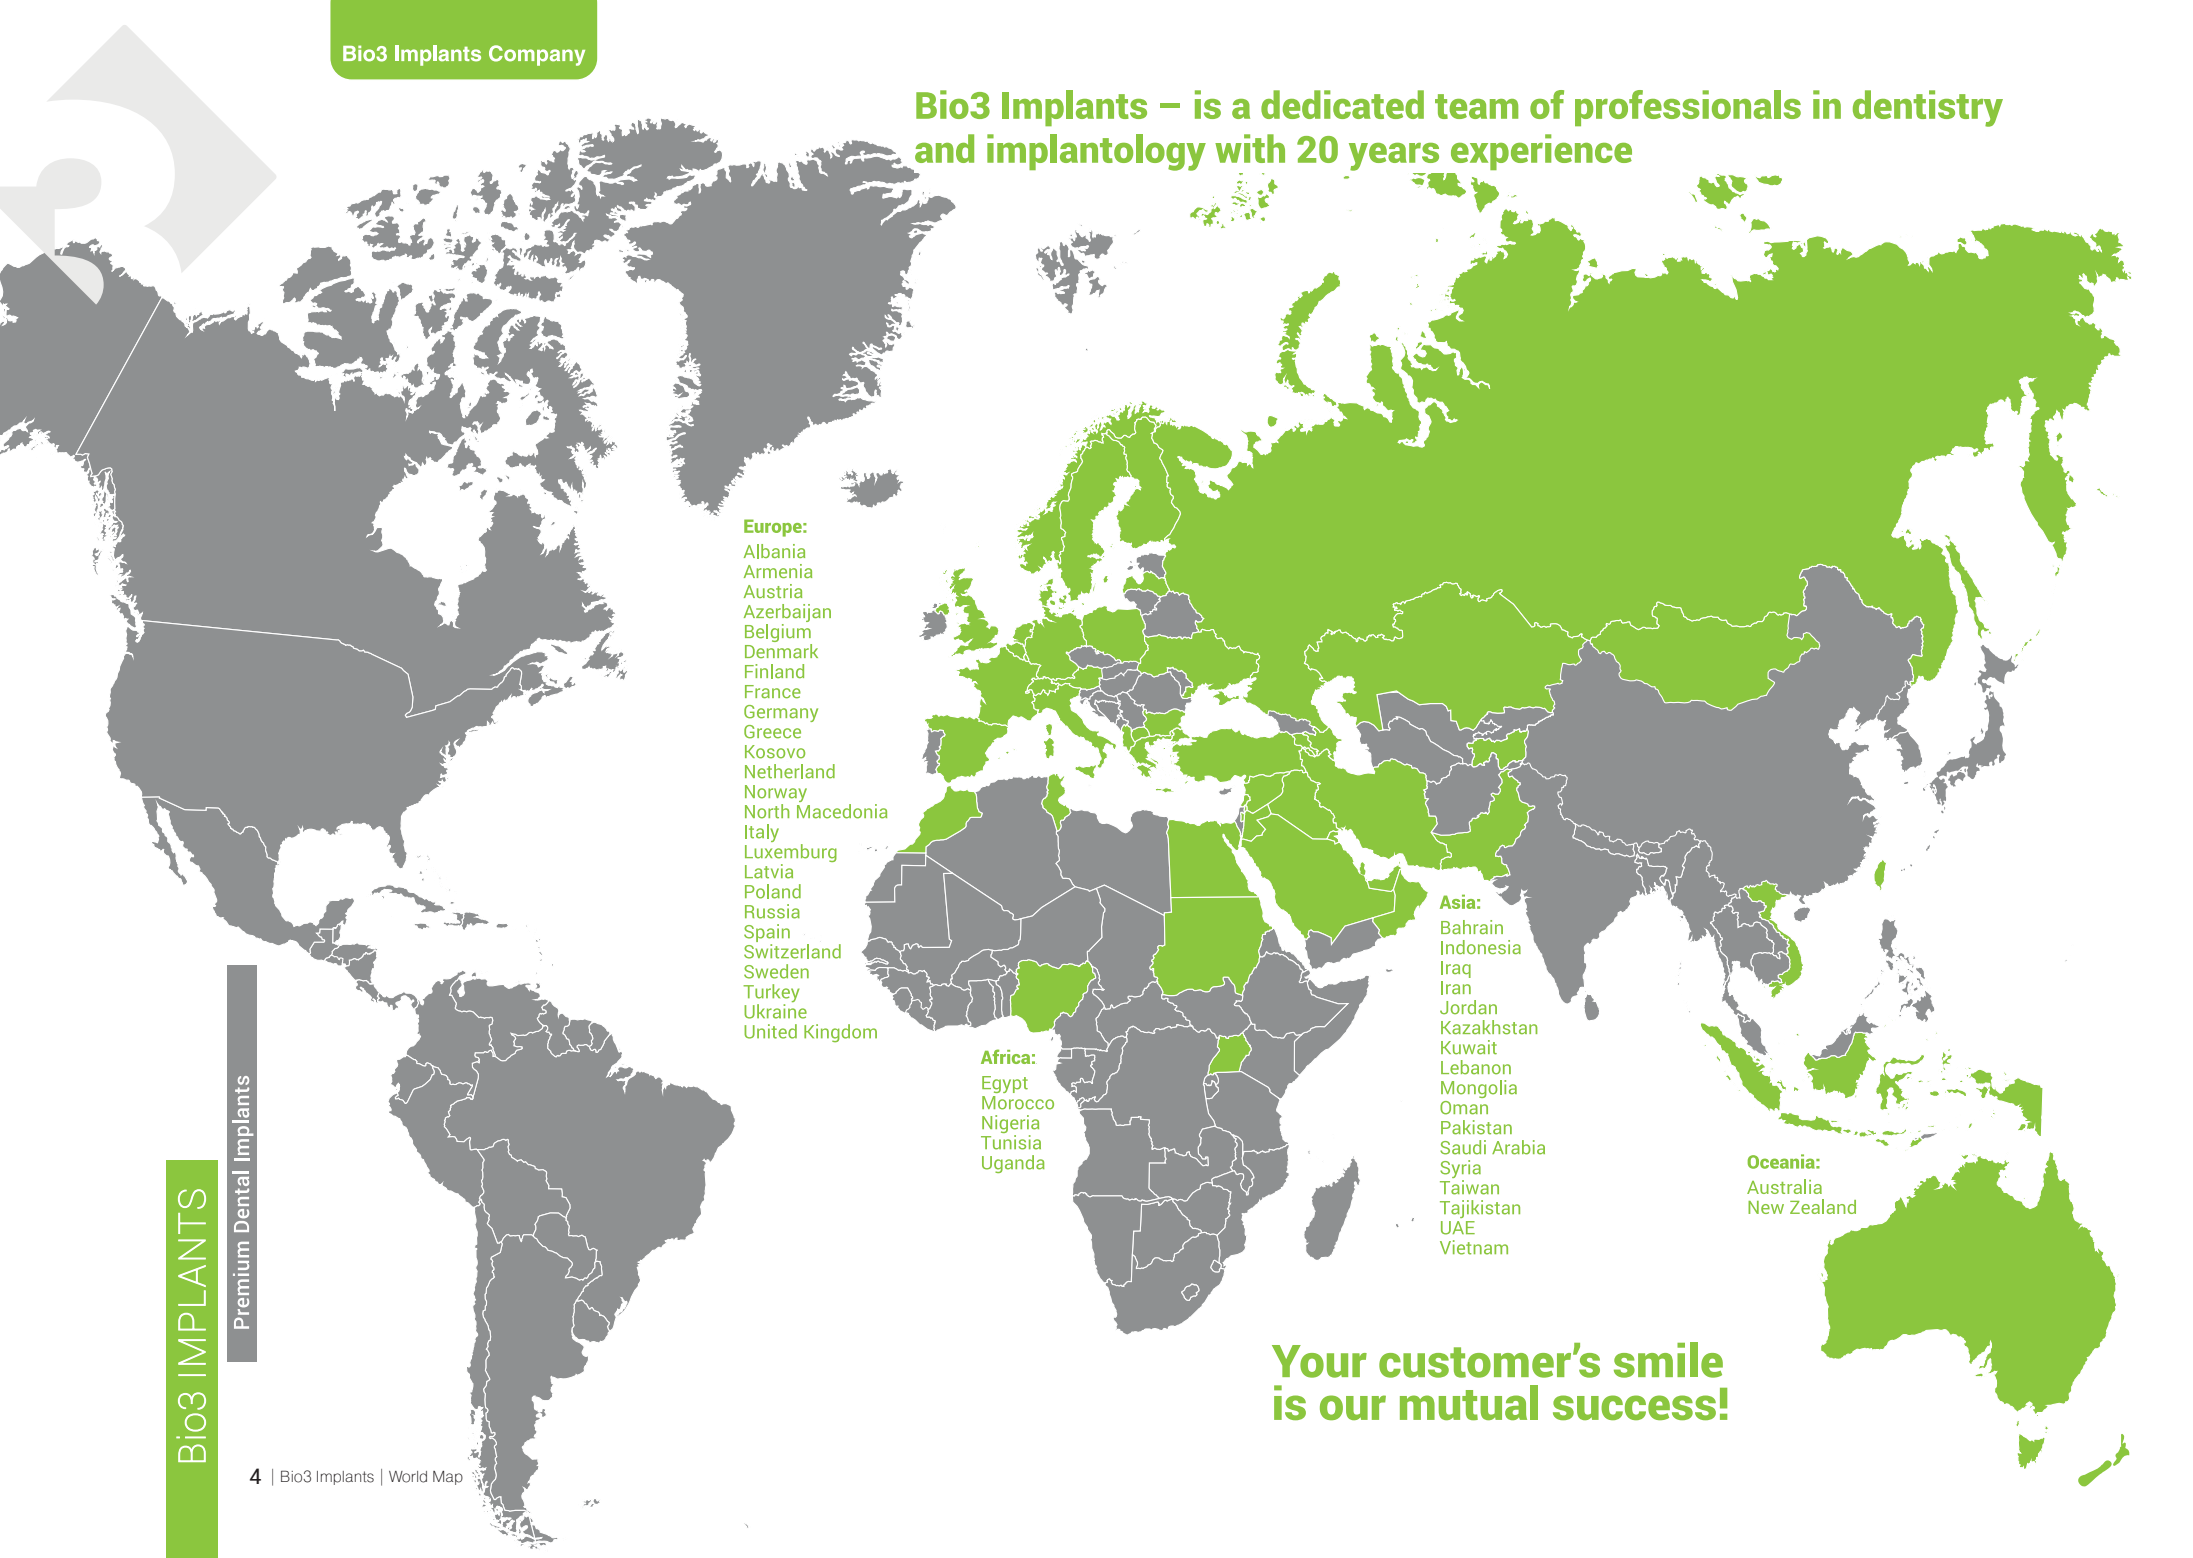 Bio3 Implants Company
Bio3 Implants – is a dedicated team of professionals in dentistry
and implantology with 20 years experience
3
Europe:
Albania
Armenia
Austria
Azerbaijan
Belgium
Denmark
Finland
France
Germany
Greece
Kosovo
Netherland
Norway
North Macedonia
Italy
Luxemburg
Latvia
Poland
Russia
Spain
Switzerland
Sweden
Turkey
Ukraine
United Kingdom
Africa:
Egypt
Morocco
Nigeria
Tunisia
Uganda
Asia:
Bahrain
Indonesia
Iraq
Iran
Jordan
Kazakhstan
Kuwait
Lebanon
Mongolia
Oman
Pakistan
Saudi Arabia
Syria
Taiwan
Tajikistan
UAE
Vietnam
Oceania:
Australia
New Zealand
Your customer’s smile
is our mutual success!
Bio3 IMPLANTS
Premium Dental Implants
4 | Bio3 Implants | World Map